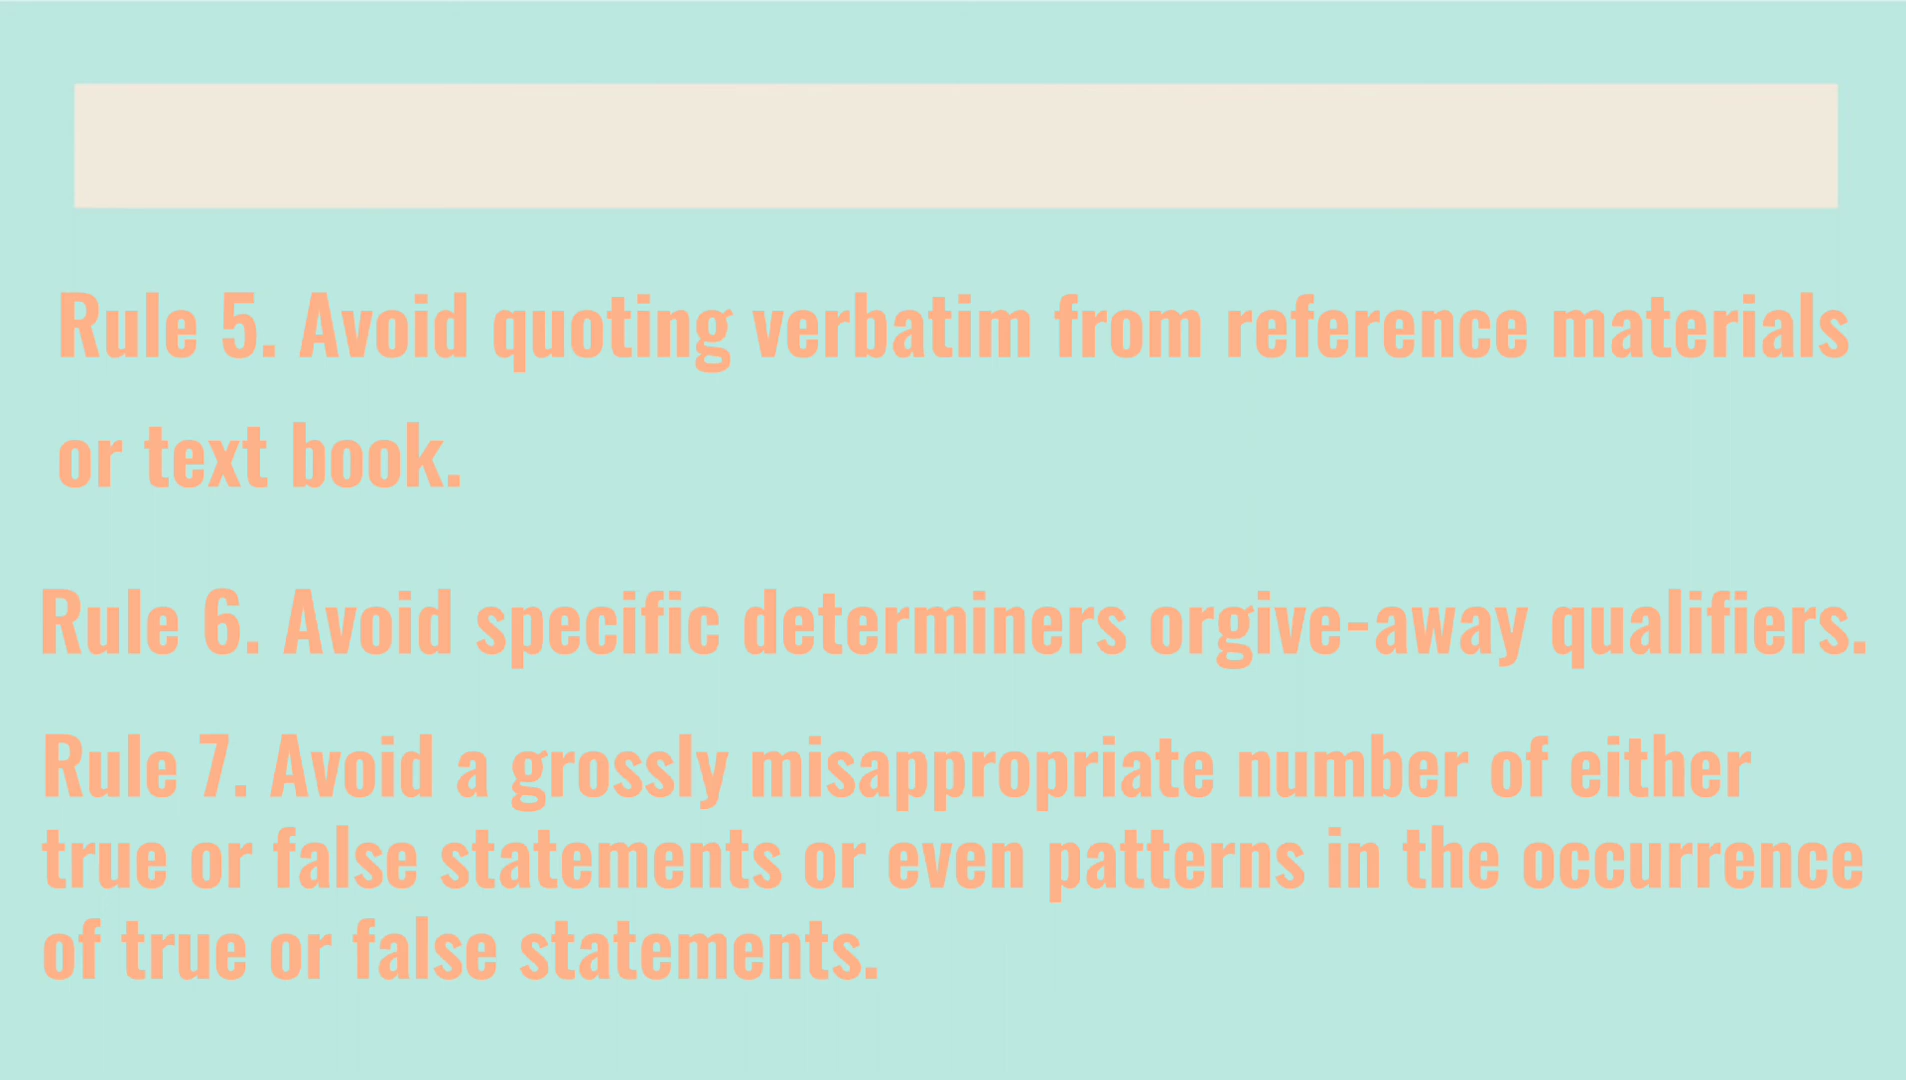 Rule 5. Avoid quoting verbatim from reference materials
or text book.
Rule 6. Avoid specific determiners orgive-away qualifiers.
Rule 7. Avoid a grossly misappropriate number of either
true or false statements or even patterns in the occurrence
of true or false statements.